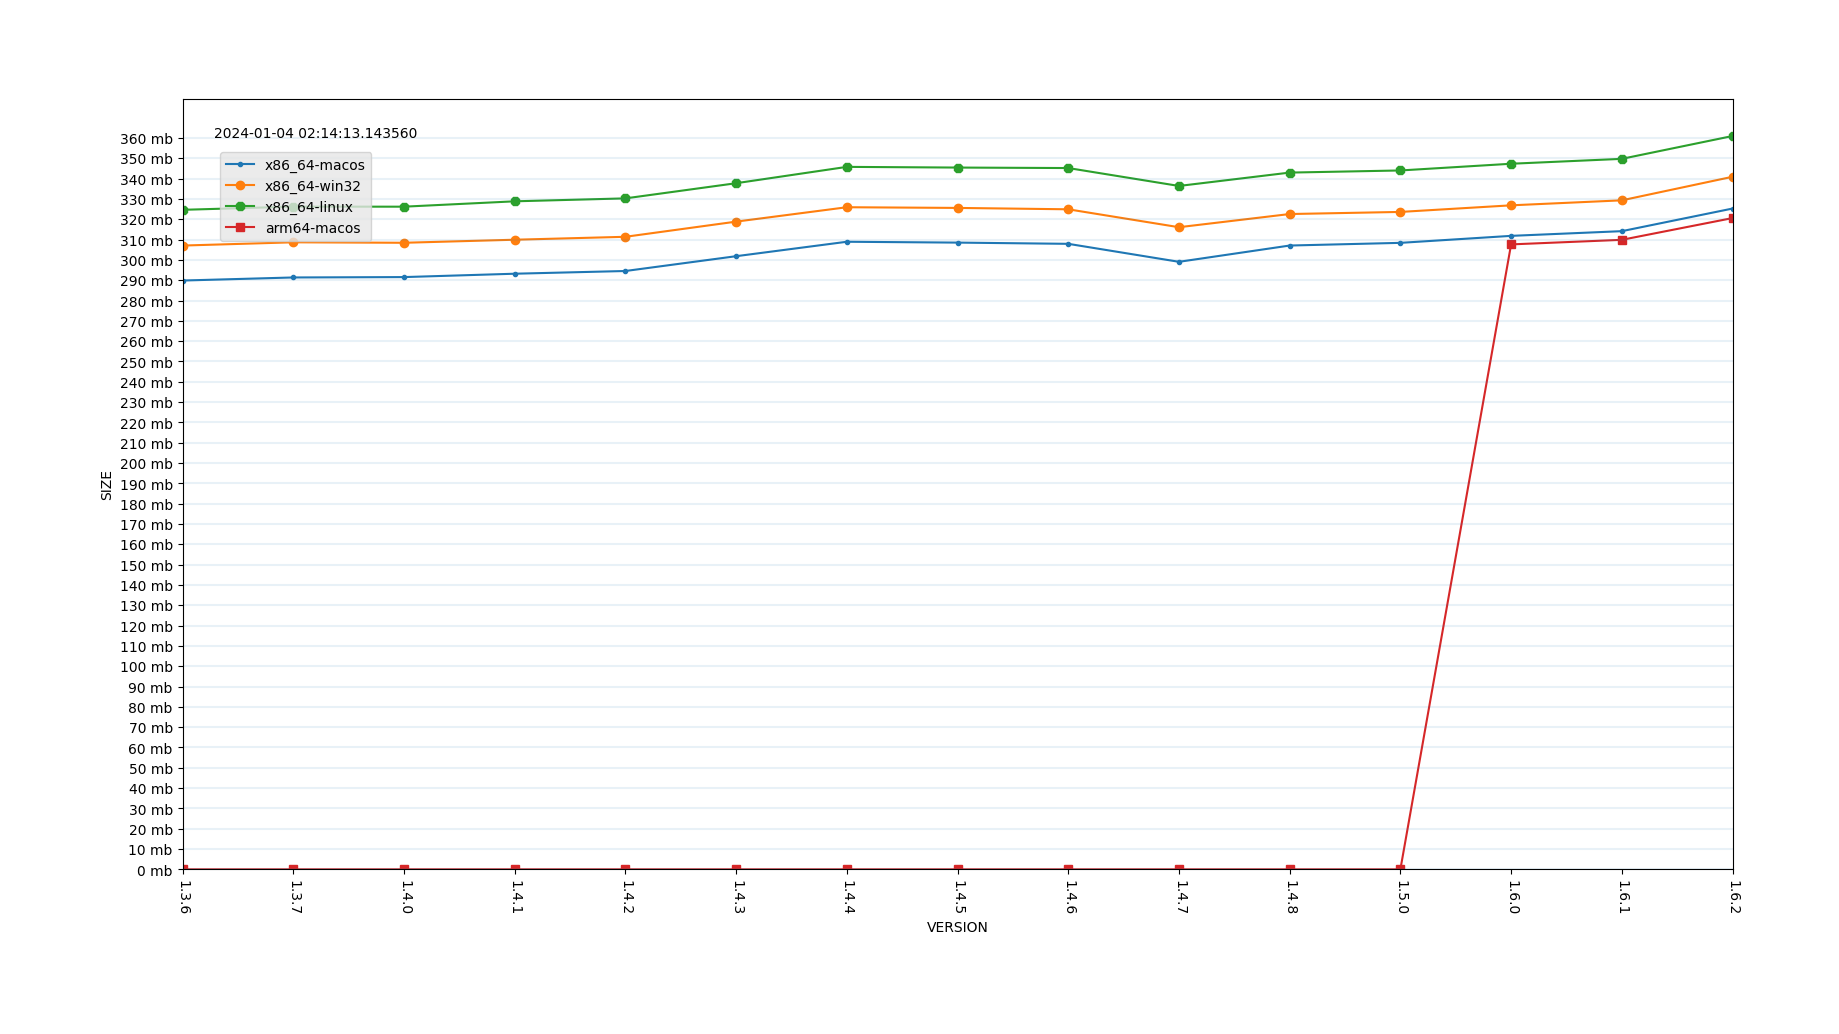 2024-01-04 02:14:13.143560
x86_64-macos
x86_64-win32
x86_64-linux
arm64-macos
360 mb
350 mb
340 mb
330 mb
320 mb
310 mb
300 mb
290 mb
280 mb
270 mb
260 mb
250 mb
240 mb
230 mb
220 mb
210 mb
200 mb
190 mb
180 mb
170 mb
160 mb
150 mb
140 mb
130 mb
120 mb
110 mb
100 mb
90 mb
80 mb
70 mb
60 mb
50 mb
40 mb
30 mb
20 mb
10 mb
0 mb
SIZE
1.3.6
1.3.7
1.4.0
1.4.1
1.4.2
1.4.3
1.4.4
1.4.5
1.4.6
1.4.7
1.4.8
1.5.0
1.6.0
1.6.1
1.6.2
VERSION